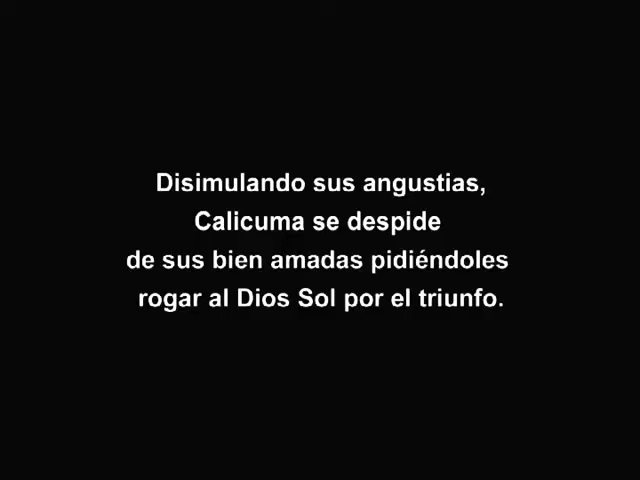 Disimulando sus angustias,
Calicuma se despide
de sus bien amadas pidiéndoles
rogar al Dios Sol por el triunfo.